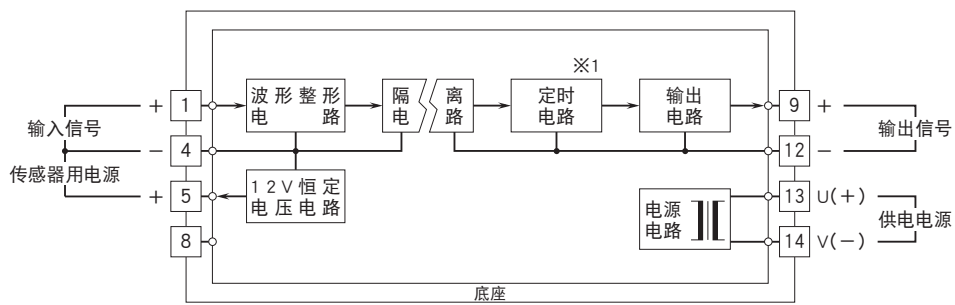 ※1
1
波形整形
电路
隔离
电路
定时
电路
输出
电路
9
+
+
输入信号
-
4
12
-
输出信号
传感器用电源
+
5
12V恒定
电压电路
电源
电路
13
U(+)
供电电源
8
14
V(-)
底座